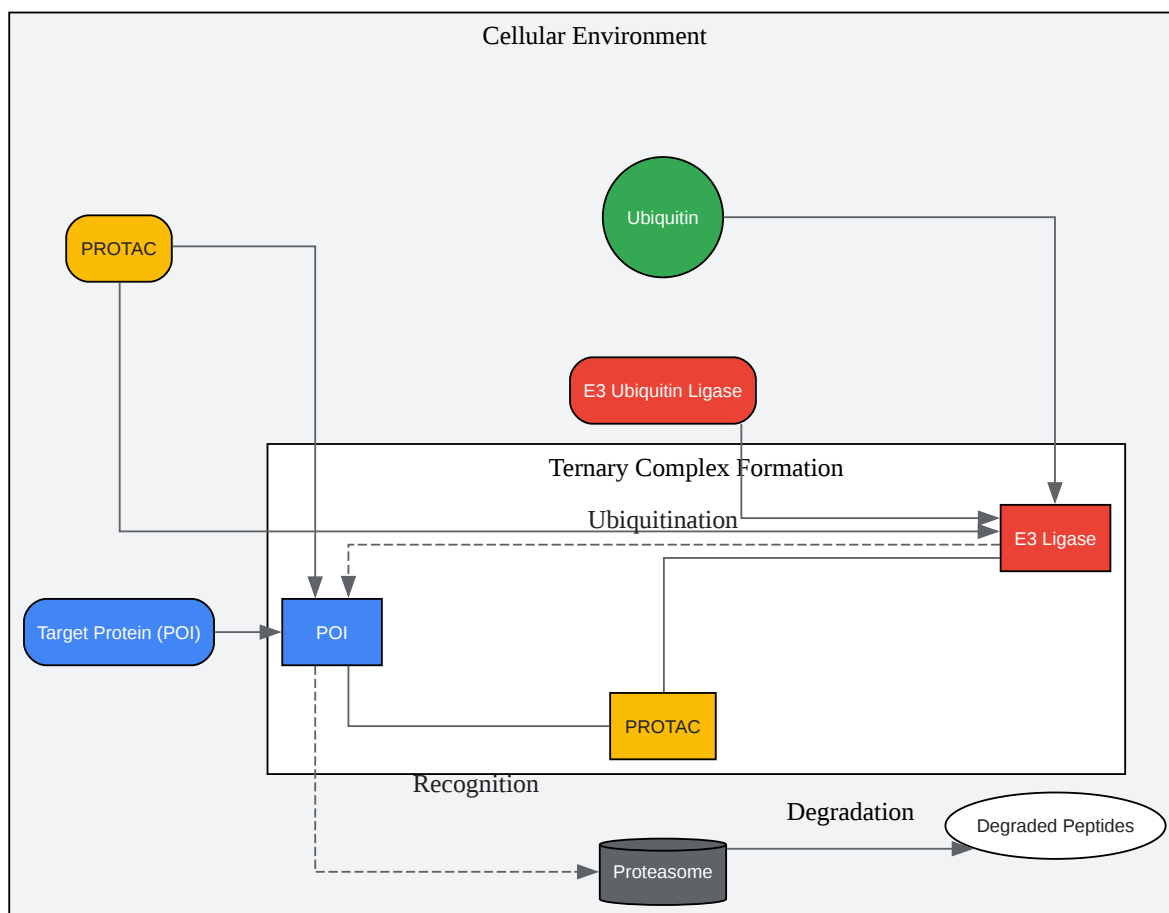 Cellular Environment
Ubiquitin
PROTAC
E3 Ubiquitin Ligase
Ternary Complex Formation
Ubiquitination
E3 Ligase
Target Protein (POI)
POI
PROTAC
Recognition
Degradation
Degraded Peptides
Proteasome